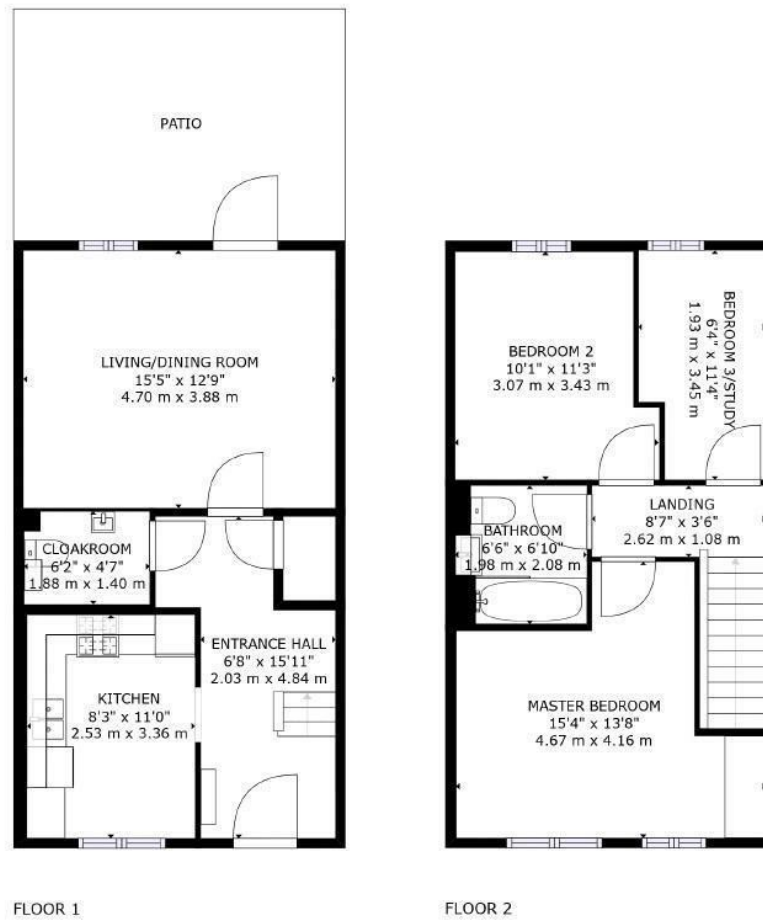 PATIO
LIVING/DINING ROOM
15'5" x 12'9"
4.70 m x 3.88 m
CLOAKROOM
6'2" x 4'7"
1.88 m x 1.40 m
ENTRANCE HALL
6'8" x 15'11"
2.03 m x 4.84 m
KITCHEN
8'3" x 11'0"
2.53 m x 3.36 m
FLOOR 1
BEDROOM 2
10'1" x 11'3"
3.07 m x 3.43 m
BEDROOM 3/STUDY
6'4" x 11'4"
1.93 m x 3.45 m
LANDING
8'7" x 3'6"
2.62 m x 1.08 m
BATHROOM
6'6" x 6'10"
1.98 m x 2.08 m
MASTER BEDROOM
15'4" x 13'8"
4.67 m x 4.16 m
FLOOR 2